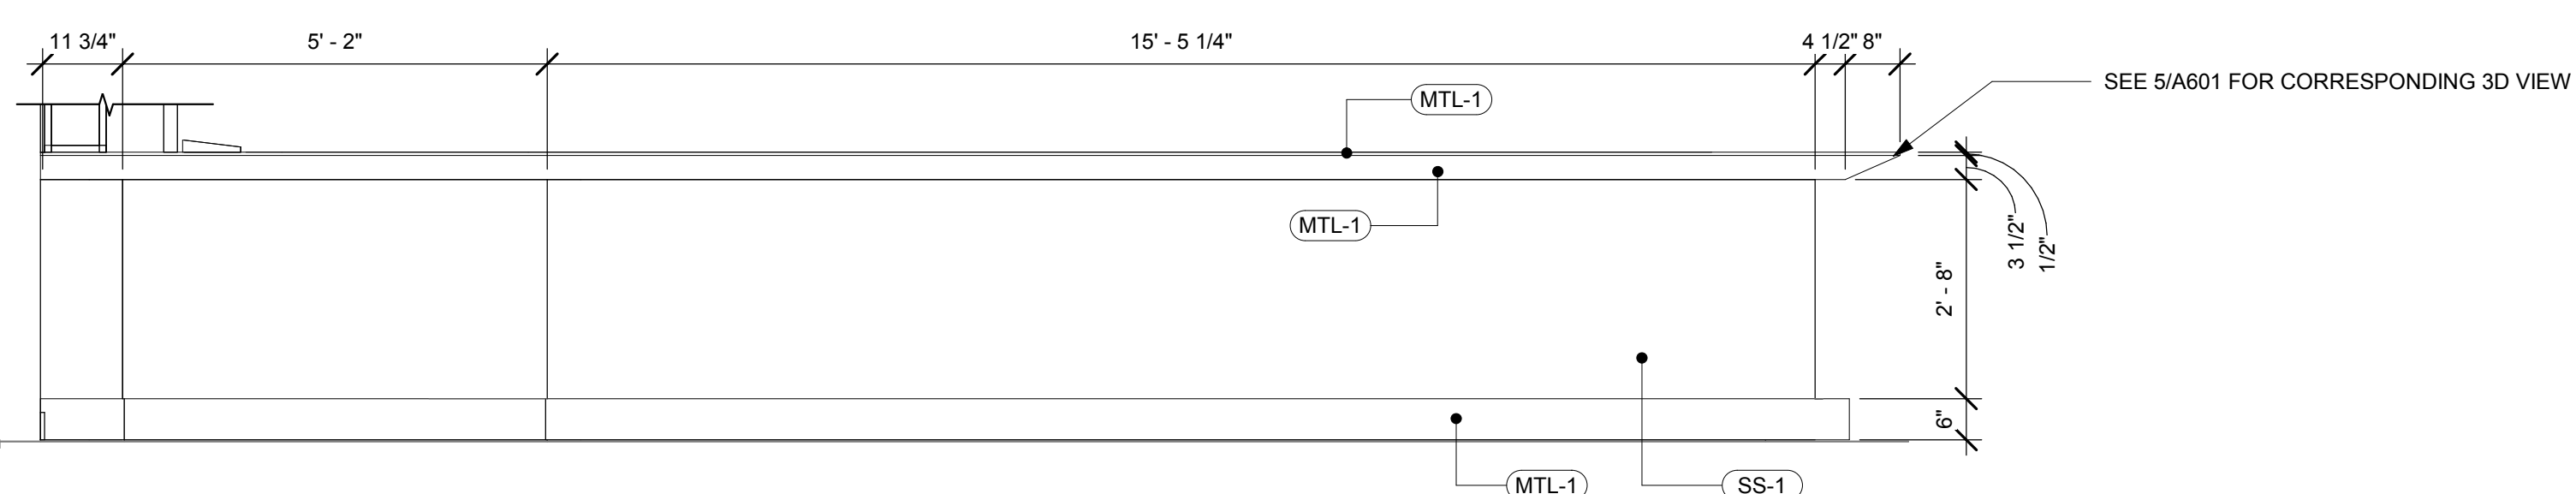 11 3/4"
5' - 2"
15' - 5 1/4"
4 1/2"
8"
SEE 5/A601 FOR CORRESPONDING 3D VIEW
MTL-1
MTL-1
3 1/2"
1/2"
2' - 8"
6"
MTL-1
SS-1